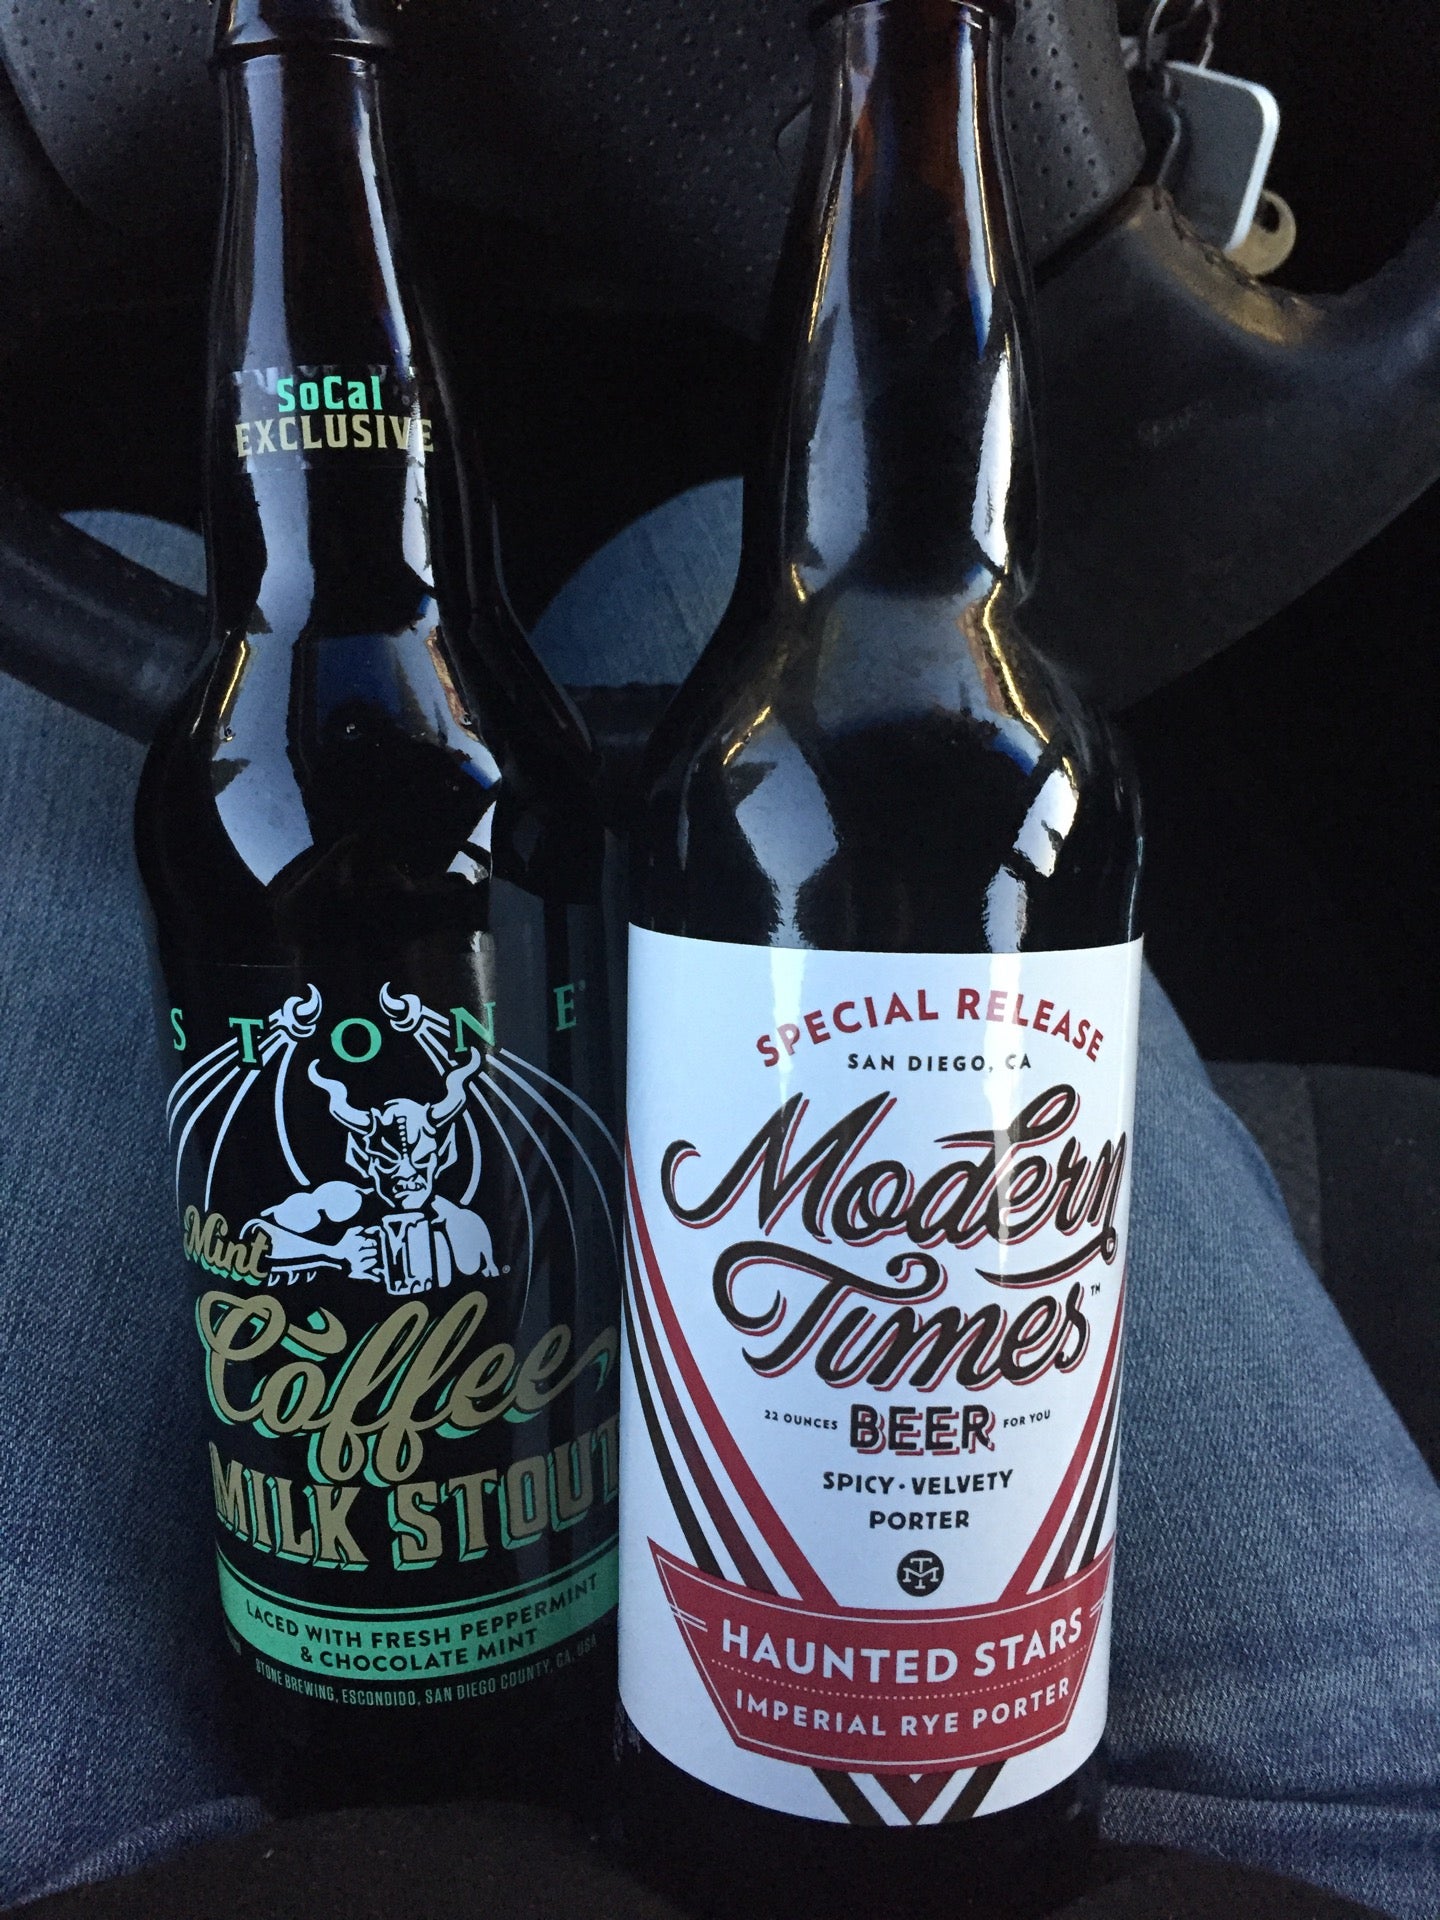 SoCal
EXCLUSIVE
STONE®
Mint
Coffee
MILK STOUT
LACED WITH FRESH PEPPERMINT
& CHOCOLATE MINT
STONE BREWING, ESCONDIDO, SAN DIEGO COUNTY, CA, USA
SPECIAL RELEASE
SAN DIEGO, CA
Modern
Times™
22 OUNCES BEER FOR YOU
SPICY · VELVETY
PORTER
MT
HAUNTED STARS
IMPERIAL RYE PORTER